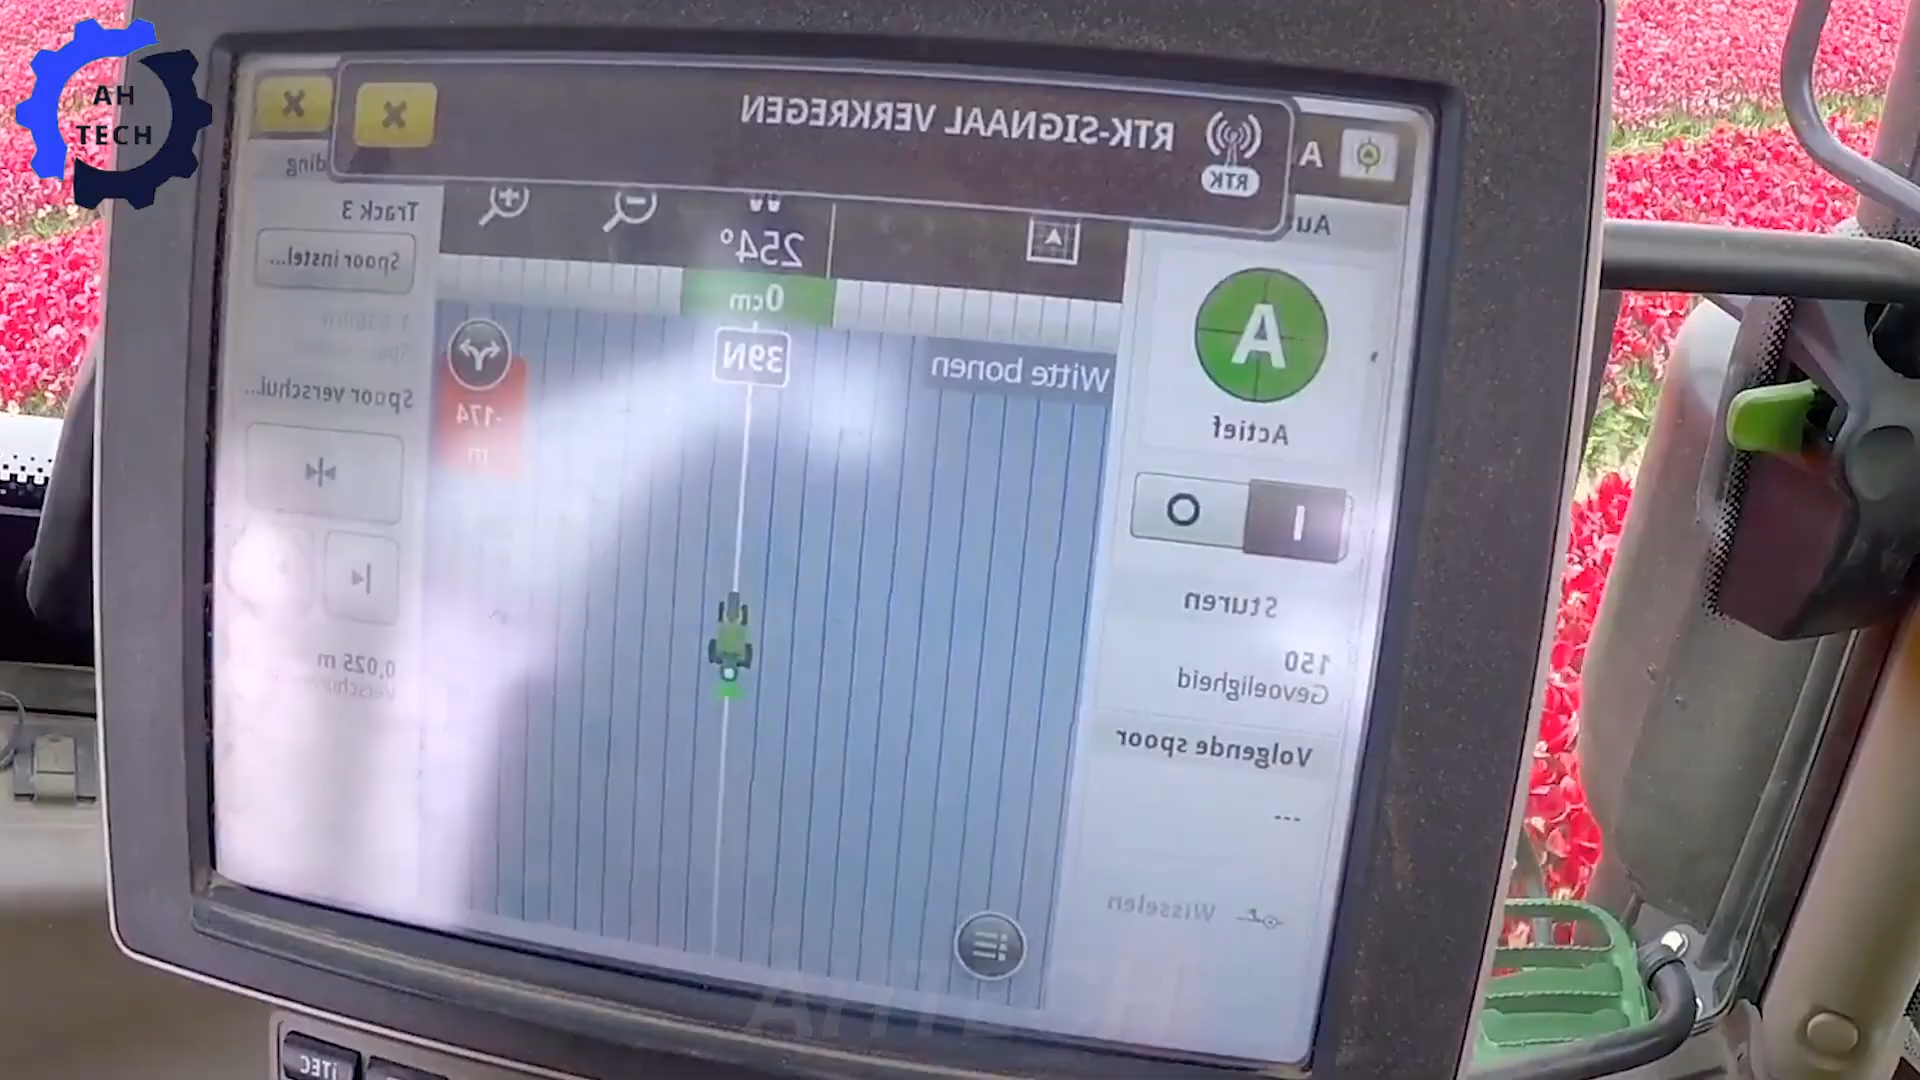 AH
TECH
RTK-SIGNAAL VERKREGEN
RTK
A
ding
Track 3
Spoor instel...
Spoor verschui...
0,025 m
254°
0cm
39N
Witte bonen
-174
m
A
Actief
Sturen
150
Gevoeligheid
Volgende spoor
---
Wisselen
iTEC